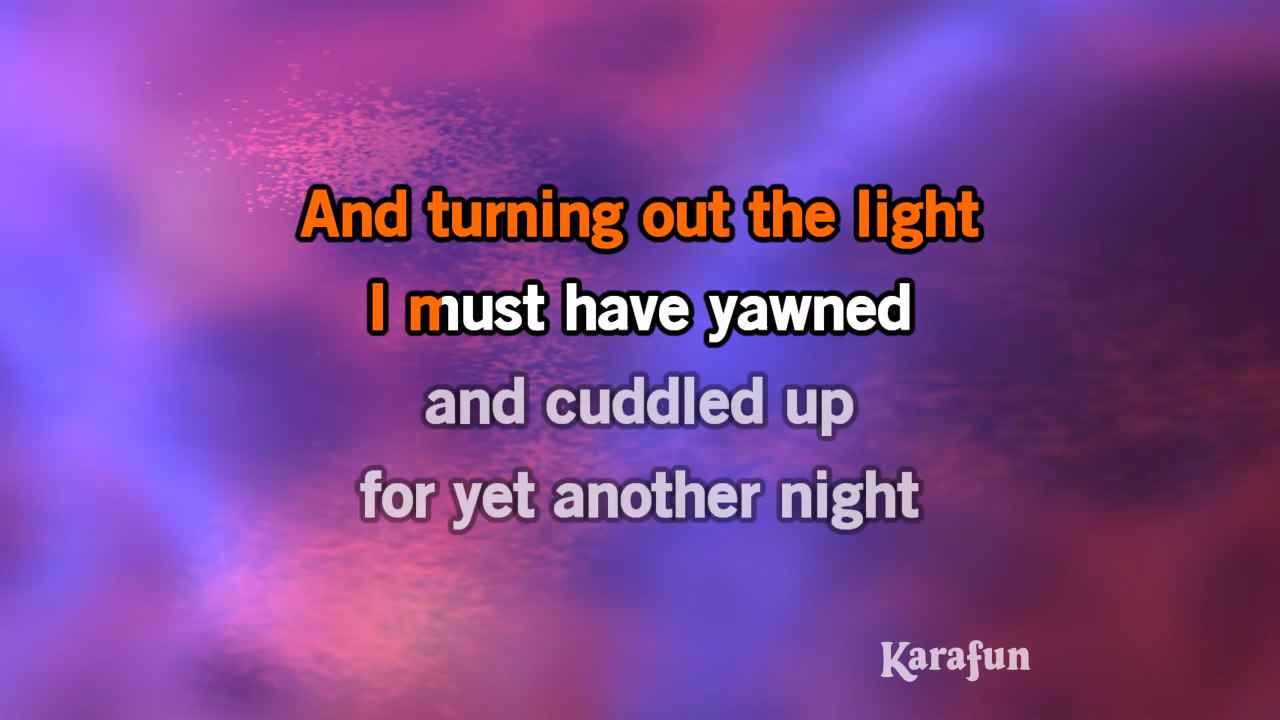 And turning out the light
I must have yawned
and cuddled up
for yet another night
Karafun